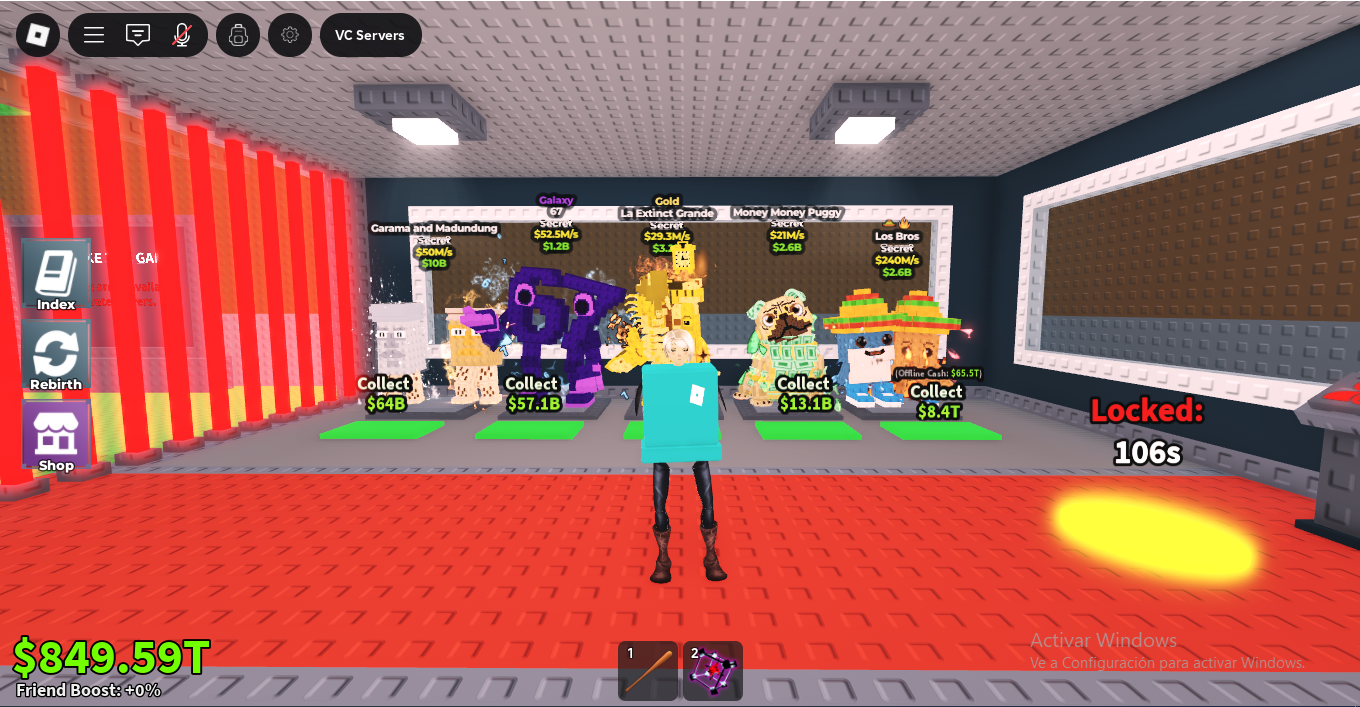 VC Servers
Galaxy
67
Secret
$52.5M/s
$1.2B
Gold
La Extinct Grande
Secret
$29.3M/s
Money Money Puggy
Secret
$21M/s
$2.6B
Garama and Madundung
Secret
$50M/s
$10B
Los Bros
Secret
$240M/s
$2.6B
Index
Rebirth
Shop
Collect
$64B
Collect
$57.1B
Collect
$13.1B
(Offline Cash: $65.5T)
Collect
$8.4T
Locked:
106s
$849.59T
Friend Boost: +0%
1
2
Activar Windows
Ve a Configuración para activar Windows.